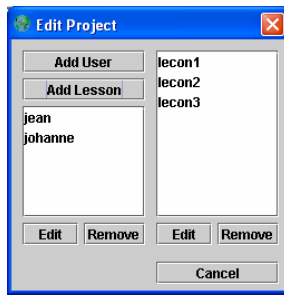 Edit Project
Add User
Add Lesson
jean
johanne
Edit Remove
lecon1
lecon2
lecon3
Edit Remove
Cancel